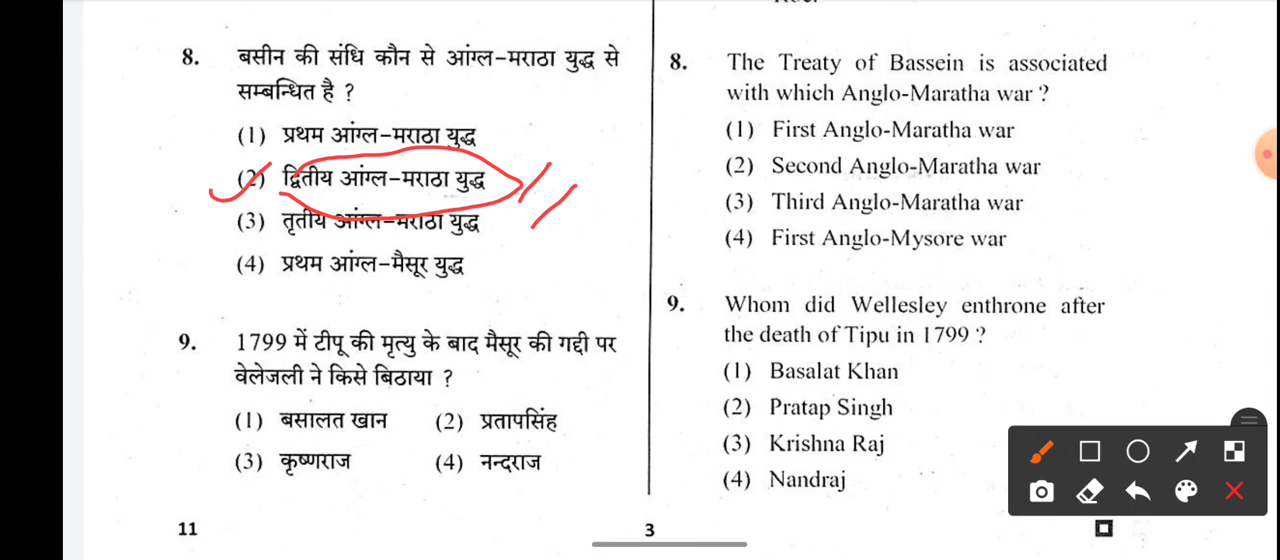 8. बसीन की संधि कौन से आंग्ल-मराठा युद्ध से
सम्बन्धित है ?
(1) प्रथम आंग्ल-मराठा युद्ध
(2) द्वितीय आंग्ल-मराठा युद्ध
(3) तृतीय आंग्ल-मराठा युद्ध
(4) प्रथम आंग्ल-मैसूर युद्ध
9. 1799 में टीपू की मृत्यु के बाद मैसूर की गद्दी पर
वेलेजली ने किसे बिठाया ?
(1) बसालत खान (2) प्रतापसिंह
(3) कृष्णराज (4) नन्दराज
11
8. The Treaty of Bassein is associated
with which Anglo-Maratha war ?
(1) First Anglo-Maratha war
(2) Second Anglo-Maratha war
(3) Third Anglo-Maratha war
(4) First Anglo-Mysore war
9. Whom did Wellesley enthrone after
the death of Tipu in 1799 ?
(1) Basalat Khan
(2) Pratap Singh
(3) Krishna Raj
(4) Nandraj
3